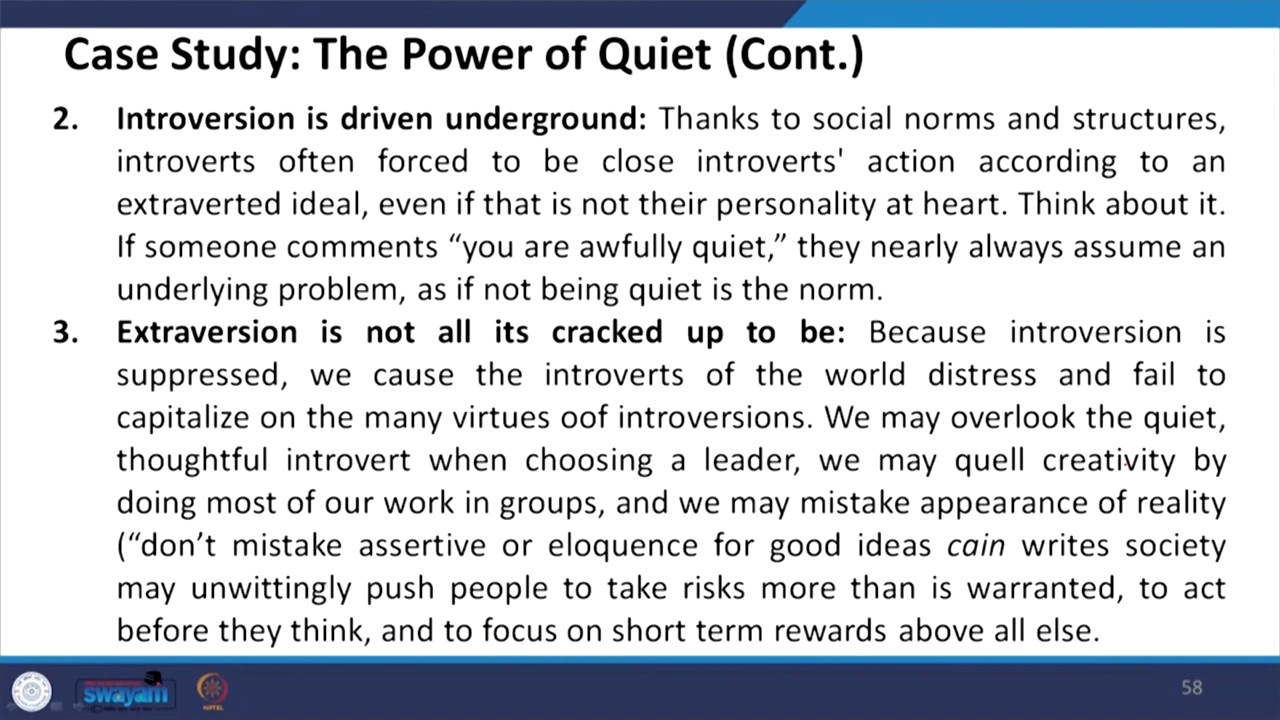 Case Study: The Power of Quiet (Cont.)
2. Introversion is driven underground: Thanks to social norms and structures,
introverts often forced to be close introverts' action according to an
extraverted ideal, even if that is not their personality at heart. Think about it.
If someone comments “you are awfully quiet,” they nearly always assume an
underlying problem, as if not being quiet is the norm.
3. Extraversion is not all its cracked up to be: Because introversion is
suppressed, we cause the introverts of the world distress and fail to
capitalize on the many virtues oof introversions. We may overlook the quiet,
thoughtful introvert when choosing a leader, we may quell creativity by
doing most of our work in groups, and we may mistake appearance of reality
(“don’t mistake assertive or eloquence for good ideas cain writes society
may unwittingly push people to take risks more than is warranted, to act
before they think, and to focus on short term rewards above all else.
swayam
NPTEL
58